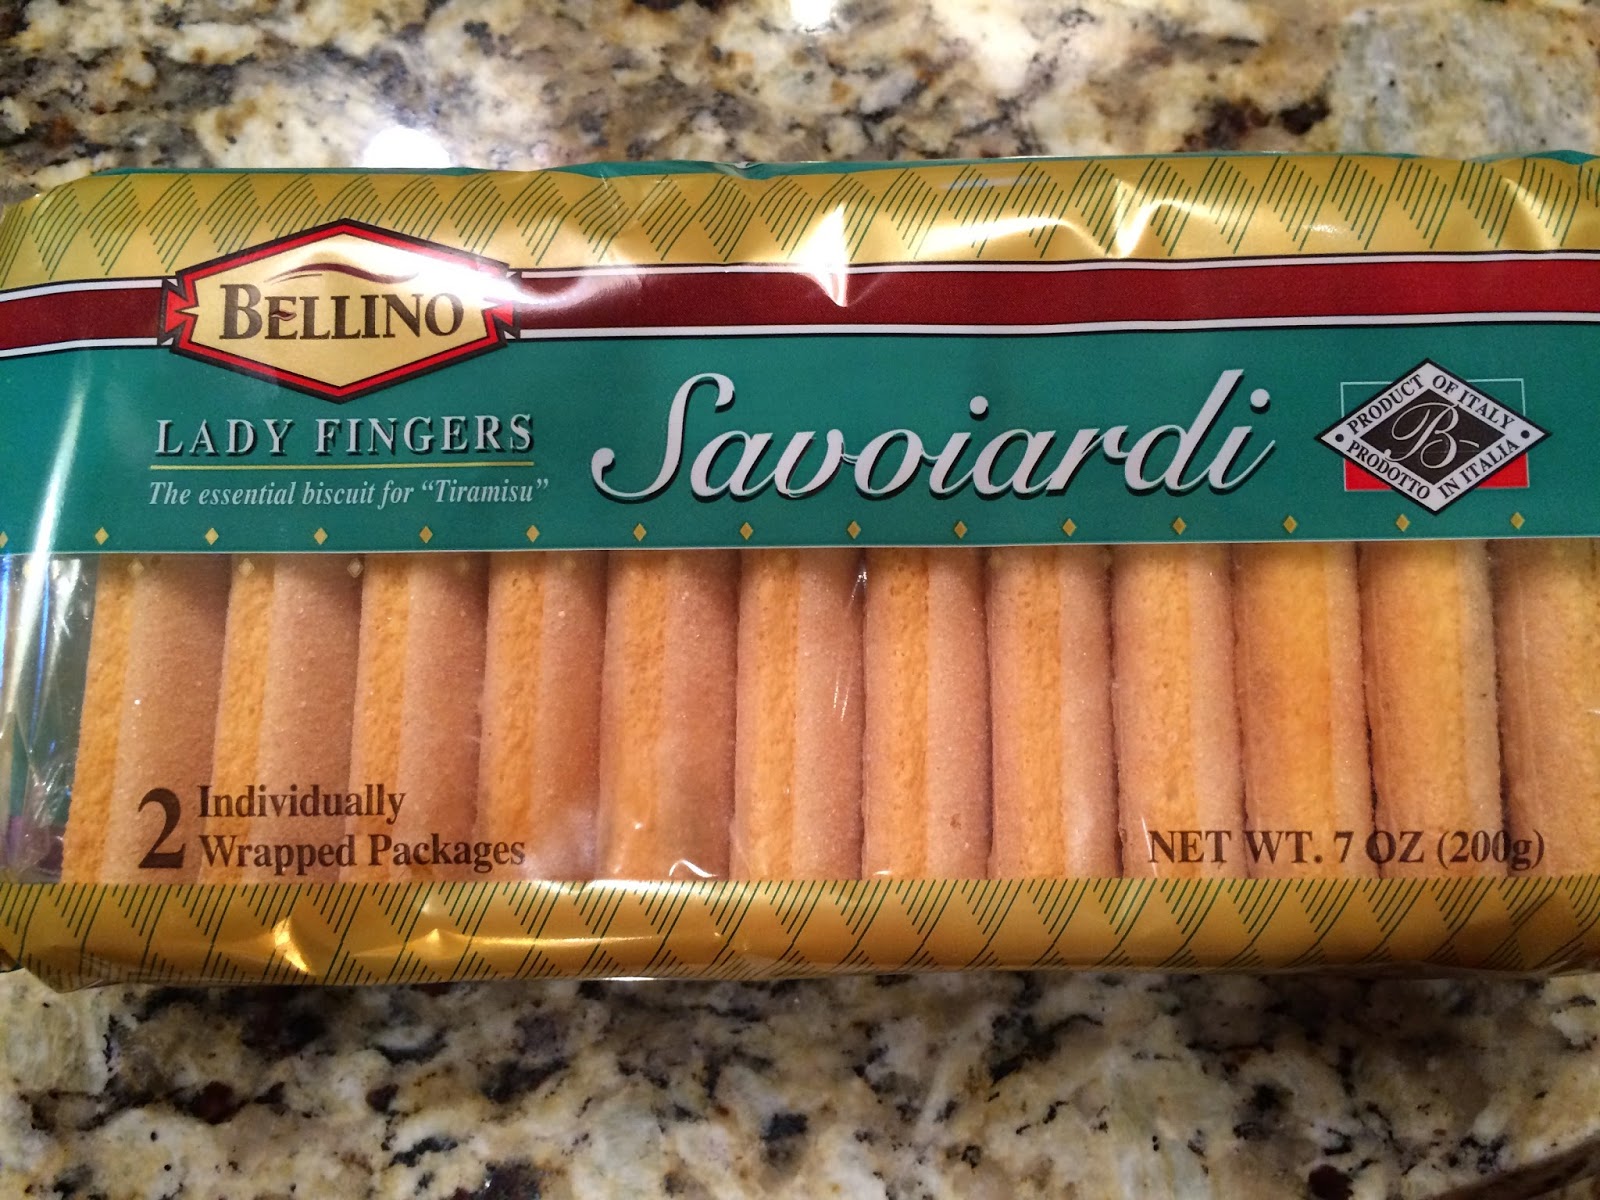 BELLINO
LADY FINGERS
The essential biscuit for “Tiramisu”
Savoiardi
PRODUCT OF ITALY
B
PRODOTTO IN ITALIA
2 Individually
Wrapped Packages
NET WT. 7 OZ (200g)